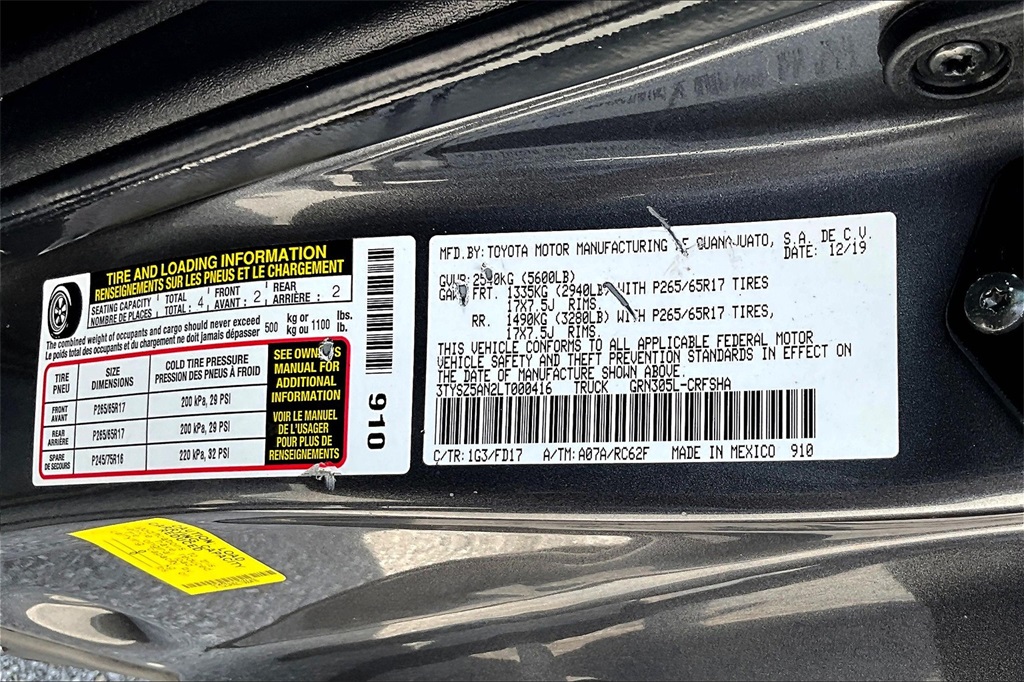 TIRE AND LOADING INFORMATION
RENSEIGNEMENTS SUR LES PNEUS ET LE CHARGEMENT
SEATING CAPACITY TOTAL : 4 FRONT : 2 REAR : 2
NOMBRE DE PLACES TOTAL AVANT ARRIÈRE
The combined weight of occupants and cargo should never exceed 500 kg or 1100 lbs.
Le poids total des occupants et du chargement ne doit jamais dépasser kg ou lb.
TIRE SIZE COLD TIRE PRESSURE
PNEU DIMENSIONS PRESSION DES PNEUS À FROID
FRONT
AVANT P265/65R17 200 kPa, 29 PSI
REAR
ARRIÈRE P265/65R17 200 kPa, 29 PSI
SPARE
DE SECOURS P245/75R16 220 kPa, 32 PSI
SEE OWNERS
MANUAL FOR
ADDITIONAL
INFORMATION
VOIR LE MANUEL
DE L'USAGER
POUR PLUS DE
RENSEIGNEMENTS
910
MFD.BY:TOYOTA MOTOR MANUFACTURING GUANAJUATO, S.A. DE C.V.
DATE: 12/19
GVWR:2540KG (5600LB)
GAWR FRT. 1335KG (2940LB) WITH P265/65R17 TIRES
17X7.5J RIMS,
RR. 1490KG (3280LB) WITH P265/65R17 TIRES,
17X7.5J RIMS.
THIS VEHICLE CONFORMS TO ALL APPLICABLE FEDERAL MOTOR
VEHICLE SAFETY AND THEFT PREVENTION STANDARDS IN EFFECT ON
THE DATE OF MANUFACTURE SHOWN ABOVE.
3TYSZ5AN2LT000416 TRUCK GRN305L-CRFSHA
C/TR:1G3/FD17 A/TM:A07A/RC62F MADE IN MEXICO 910
CAUTION LOAD
CAPACITY